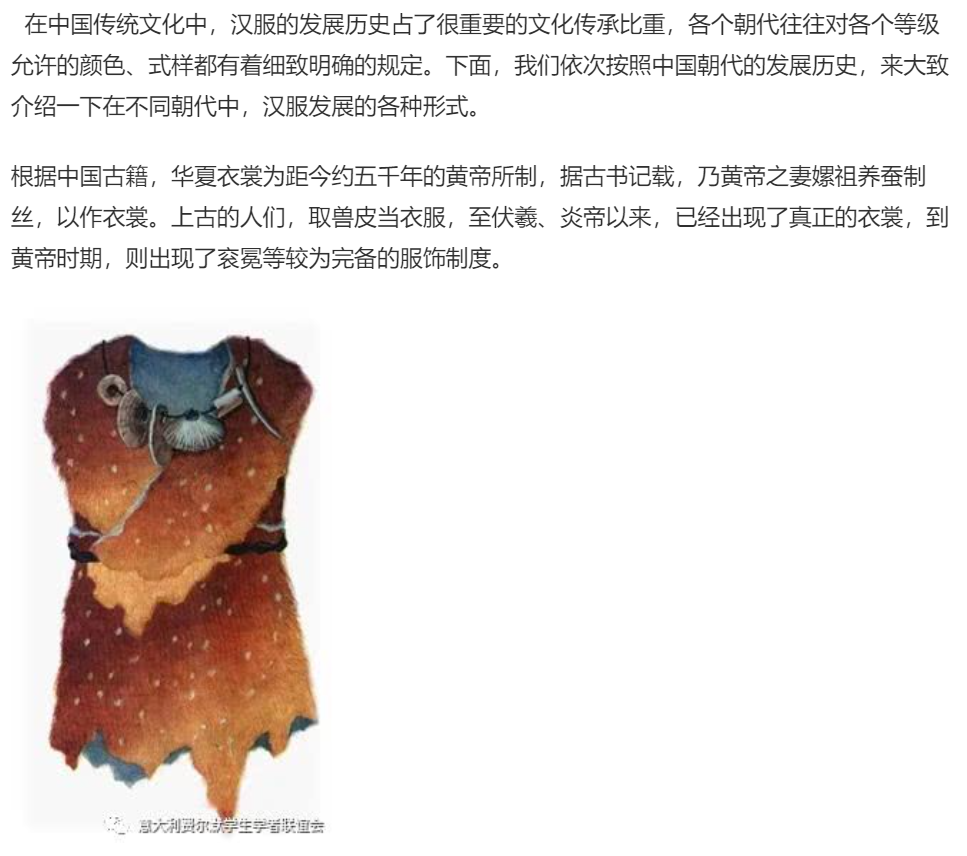 在中国传统文化中，汉服的发展历史占了很重要的文化传承比重，各个朝代往往对各个等级
允许的颜色、式样都有着细致明确的规定。下面，我们依次按照中国朝代的发展历史，来大致
介绍一下在不同朝代中，汉服发展的各种形式。
根据中国古籍，华夏衣裳为距今约五千年的黄帝所制，据古书记载，乃黄帝之妻嫘祖养蚕制
丝，以作衣裳。上古的人们，取兽皮当衣服，至伏羲、炎帝以来，已经出现了真正的衣裳，到
黄帝时期，则出现了衮冕等较为完备的服饰制度。
意大利费尔默学生学者联谊会